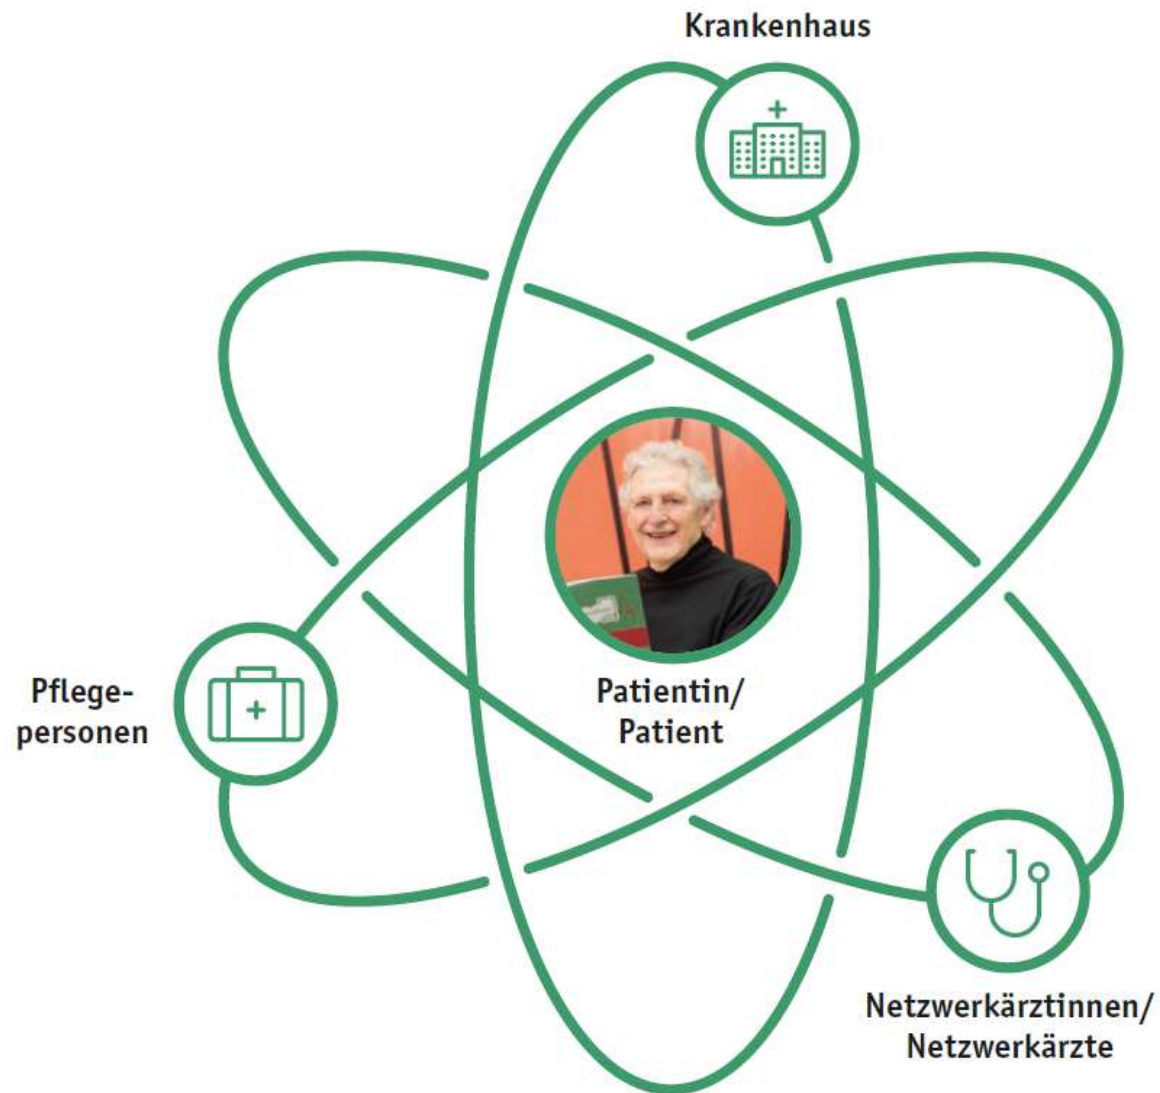 Krankenhaus
Pflege-
personen
Patientin/
Patient
Netzwerkärztinnen/
Netzwerkärzte